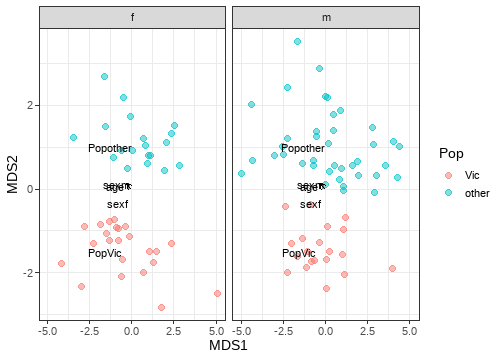 f
m
MDS2
2
0
-2
Popother
sexm
age
sexf
PopVic
Popother
sexm
age
sexf
PopVic
-5.0
-2.5
0.0
2.5
5.0
-5.0
-2.5
0.0
2.5
5.0
MDS1
Pop
Vic
other